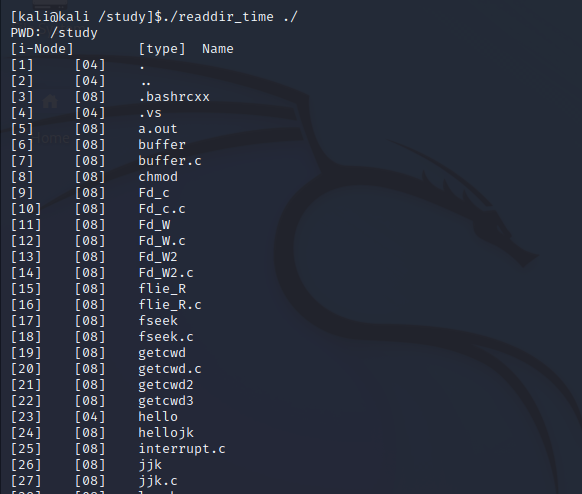 [kali@kali /study]$./readdir_time ./
PWD: /study
[i-Node]        [type]  Name
[1]     [04]    .
[2]     [04]    ..
[3]     [08]    .bashrcxx
[4]     [04]    .vs
[5]     [08]    a.out
[6]     [08]    buffer
[7]     [08]    buffer.c
[8]     [08]    chmod
[9]     [08]    Fd_c
[10]    [08]    Fd_c.c
[11]    [08]    Fd_W
[12]    [08]    Fd_W.c
[13]    [08]    Fd_W2
[14]    [08]    Fd_W2.c
[15]    [08]    flie_R
[16]    [08]    flie_R.c
[17]    [08]    fseek
[18]    [08]    fseek.c
[19]    [08]    getcwd
[20]    [08]    getcwd.c
[21]    [08]    getcwd2
[22]    [08]    getcwd3
[23]    [04]    hello
[24]    [08]    hellojk
[25]    [08]    interrupt.c
[26]    [08]    jjk
[27]    [08]    jjk.c